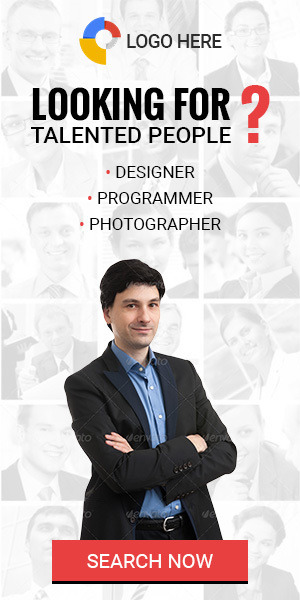 LOGO HERE
LOOKING FOR
TALENTED PEOPLE ?
• DESIGNER
• PROGRAMMER
• PHOTOGRAPHER
SEARCH NOW